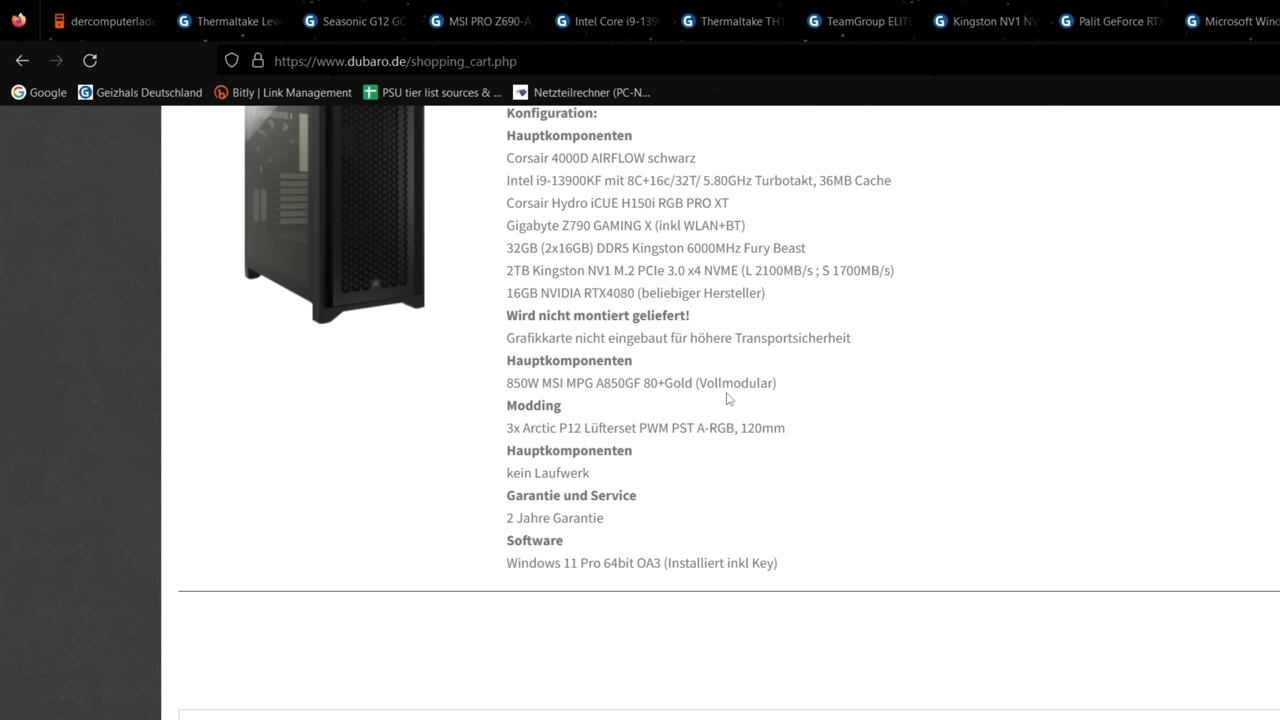 dercomputerlade
Thermaltake Leve
Seasonic G12 GC
MSI PRO Z690-A
Intel Core i9-1390
Thermaltake TH1
TeamGroup ELITE
Kingston NV1 NV
Palit GeForce RTX
Microsoft Wind
https://www.dubaro.de/shopping_cart.php
Google
Geizhals Deutschland
Bitly | Link Management
PSU tier list sources & ...
Netzteilrechner (PC-N...
Konfiguration:
Hauptkomponenten
Corsair 4000D AIRFLOW schwarz
Intel i9-13900KF mit 8C+16c/32T/ 5.80GHz Turbotakt, 36MB Cache
Corsair Hydro iCUE H150i RGB PRO XT
Gigabyte Z790 GAMING X (inkl WLAN+BT)
32GB (2x16GB) DDR5 Kingston 6000MHz Fury Beast
2TB Kingston NV1 M.2 PCIe 3.0 x4 NVME (L 2100MB/s ; S 1700MB/s)
16GB NVIDIA RTX4080 (beliebiger Hersteller)
Wird nicht montiert geliefert!
Grafikkarte nicht eingebaut für höhere Transportsicherheit
Hauptkomponenten
850W MSI MPG A850GF 80+Gold (Vollmodular)
Modding
3x Arctic P12 Lüfterset PWM PST A-RGB, 120mm
Hauptkomponenten
kein Laufwerk
Garantie und Service
2 Jahre Garantie
Software
Windows 11 Pro 64bit OA3 (Installiert inkl Key)